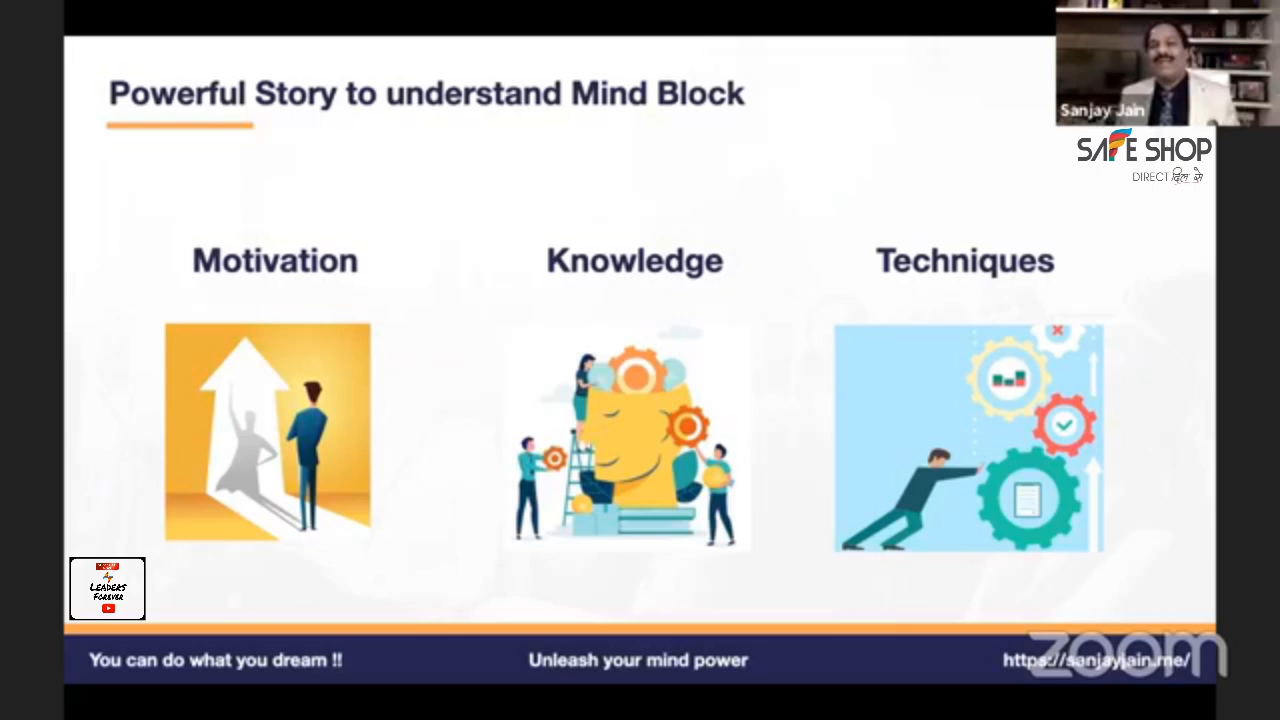 Powerful Story to understand Mind Block
Sanjay Jain
SAFE SHOP
DIRECT दिल से
Motivation
Knowledge
Techniques
LEADERS
FOREVER
You can do what you dream !!
Unleash your mind power
https://sanjayjain.me/
zoom